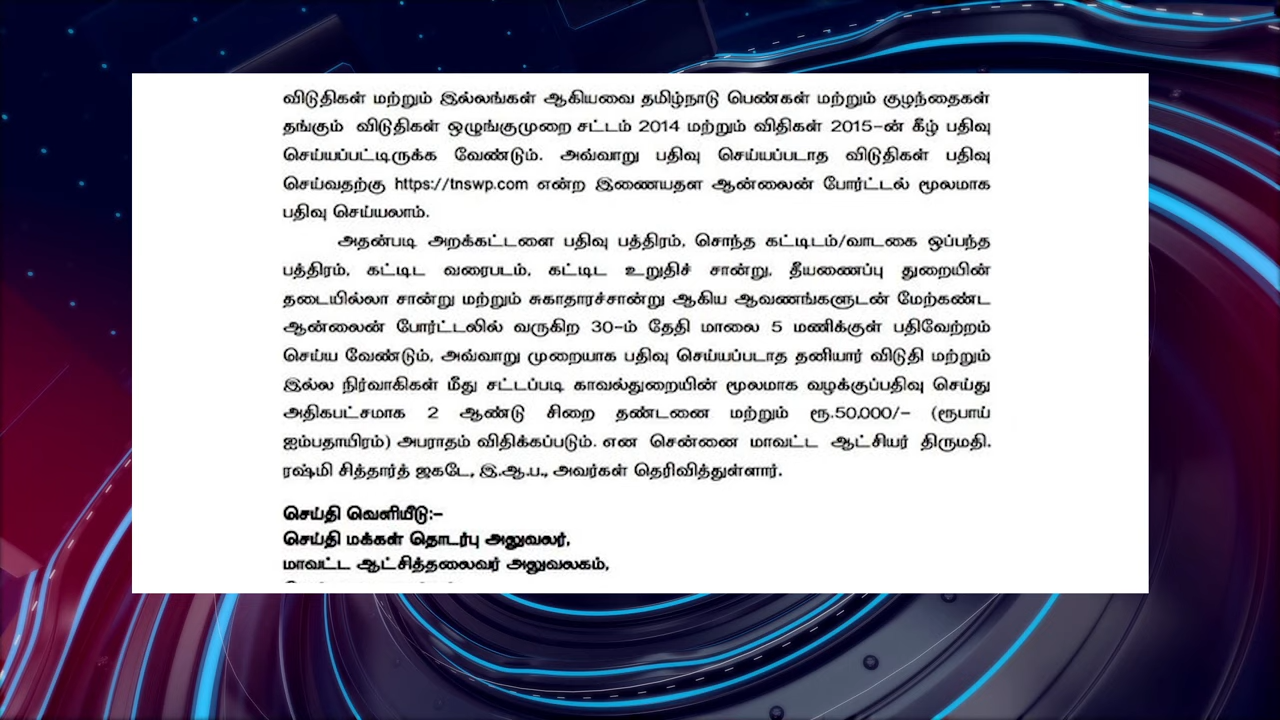 விடுதிகள் மற்றும் இல்லங்கள் ஆகியவை தமிழ்நாடு பெண்கள் மற்றும் குழந்தைகள்
தங்கும் விடுதிகள் ஒழுங்குமுறை சட்டம் 2014 மற்றும் விதிகள் 2015-ன் கீழ் பதிவு
செய்யப்பட்டிருக்க வேண்டும். அவ்வாறு பதிவு செய்யப்படாத விடுதிகள் பதிவு
செய்வதற்கு https://tnswp.com என்ற இணையதள ஆன்லைன் போர்ட்டல் மூலமாக
பதிவு செய்யலாம்.
அதன்படி அறக்கட்டளை பதிவு பத்திரம், சொந்த கட்டிடம்/வாடகை ஒப்பந்த
பத்திரம், கட்டிட வரைபடம், கட்டிட உறுதிச் சான்று, தீயணைப்பு துறையின்
தடையில்லா சான்று மற்றும் சுகாதாரச்சான்று ஆகிய ஆவணங்களுடன் மேற்கண்ட
ஆன்லைன் போர்ட்டலில் வருகிற 30-ம் தேதி மாலை 5 மணிக்குள் பதிவேற்றம்
செய்ய வேண்டும், அவ்வாறு முறையாக பதிவு செய்யப்படாத தனியார் விடுதி மற்றும்
இல்ல நிர்வாகிகள் மீது சட்டப்படி காவல்துறையின் மூலமாக வழக்குப்பதிவு செய்து
அதிகபட்சமாக 2 ஆண்டு சிறை தண்டனை மற்றும் ரூ.50,000/- (ரூபாய்
ஐம்பதாயிரம்) அபராதம் விதிக்கப்படும். என சென்னை மாவட்ட ஆட்சியர் திருமதி.
ரஷ்மி சித்தார்த் ஜகடே, இ.ஆ.ப., அவர்கள் தெரிவித்துள்ளார்.
செய்தி வெளியீடு:-
செய்தி மக்கள் தொடர்பு அலுவலர்,
மாவட்ட ஆட்சித்தலைவர் அலுவலகம்,